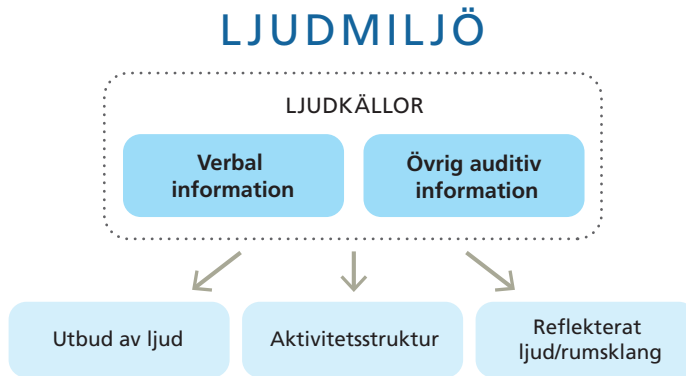 LJUDMILJÖ
LJUDKÄLLOR
Verbal
information
Övrig auditiv
information
Utbud av ljud
Aktivitetsstruktur
Reflekterat
ljud/rumsklang